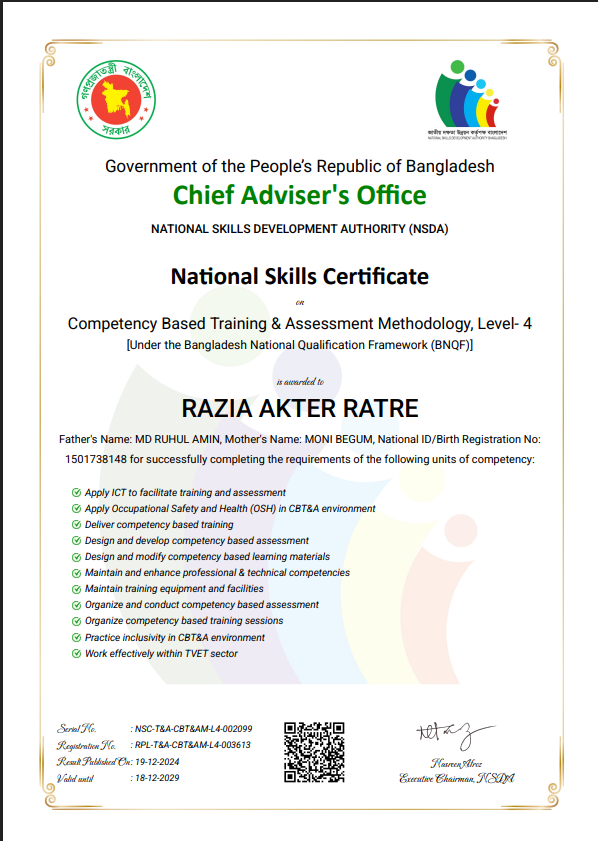 গণপ্রজাতন্ত্রী বাংলাদেশ
সরকার
জাতীয় দক্ষতা উন্নয়ন কর্তৃপক্ষ বাংলাদেশ
NATIONAL SKILLS DEVELOPMENT AUTHORITY BANGLADESH
Government of the People's Republic of Bangladesh
Chief Adviser's Office
NATIONAL SKILLS DEVELOPMENT AUTHORITY (NSDA)
National Skills Certificate
on
Competency Based Training & Assessment Methodology, Level- 4
[Under the Bangladesh National Qualification Framework (BNQF)]
is awarded to
RAZIA AKTER RATRE
Father's Name: MD RUHUL AMIN, Mother's Name: MONI BEGUM, National ID/Birth Registration No:
1501738148 for successfully completing the requirements of the following units of competency:
Apply ICT to facilitate training and assessment
Apply Occupational Safety and Health (OSH) in CBT&A environment
Deliver competency based training
Design and develop competency based assessment
Design and modify competency based learning materials
Maintain and enhance professional & technical competencies
Maintain training equipment and facilities
Organize and conduct competency based assessment
Organize competency based training sessions
Practice inclusivity in CBT&A environment
Work effectively within TVET sector
Serial No. : NSC-T&A-CBT&AM-L4-002099
Registration No. : RPL-T&A-CBT&AM-L4-003613
Result Published On : 19-12-2024
Valid until : 18-12-2029
Nasreen Afroz
Executive Chairman, NSDA